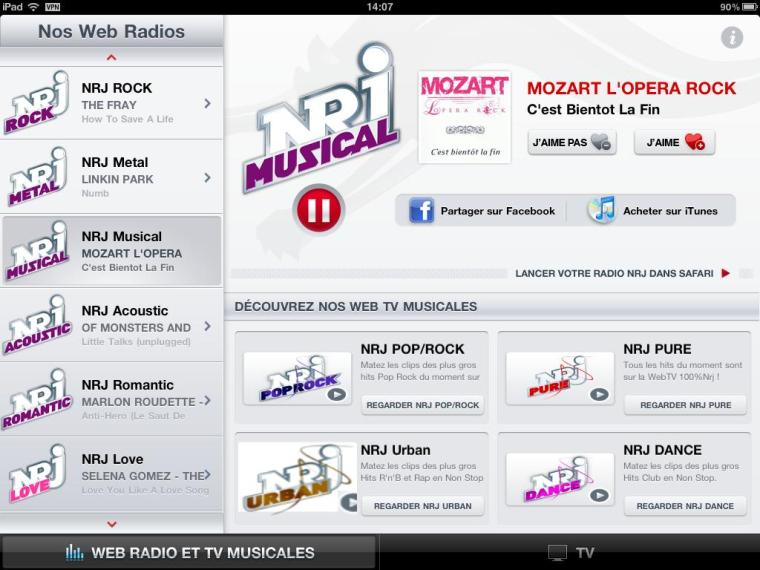 iPad VPN 14:07 90%
Nos Web Radios
NRJ ROCK
NRJ ROCK
THE FRAY
How To Save A Life
NRJ METAL
NRJ Metal
LINKIN PARK
Numb
NRJ MUSICAL
NRJ Musical
MOZART L'OPERA
C'est Bientot La Fin
NRJ ACOUSTIC
NRJ Acoustic
OF MONSTERS AND
Little Talks (unplugged)
NRJ ROMANTIC
NRJ Romantic
MARLON ROUDETTE -
Anti-Hero (Le Saut De
NRJ LOVE
NRJ Love
SELENA GOMEZ - THE
Love You Like A Love Song
NRJ MUSICAL
MOZART
L'OPERA ROCK
C'est bientôt la fin
MOZART L'OPERA ROCK
C'est Bientot La Fin
J'AIME PAS
J'AIME
Partager sur Facebook
Acheter sur iTunes
LANCER VOTRE RADIO NRJ DANS SAFARI
DÉCOUVREZ NOS WEB TV MUSICALES
NRJ POPROCK
NRJ POP/ROCK
Matez les clips des plus gros
hits Pop Rock du moment sur
REGARDER NRJ POP/ROCK
NRJ PURE
NRJ PURE
Tous les hits du moment sont
sur la WebTV 100%Nrj !
REGARDER NRJ PURE
NRJ URBAN
NRJ Urban
Matez les clips des plus gros
Hits R'n'B et Rap en Non Stop
REGARDER NRJ URBAN
NRJ DANCE
NRJ DANCE
Matez les clips des plus gros
Hits Club en Non Stop.
REGARDER NRJ DANCE
WEB RADIO ET TV MUSICALES
TV